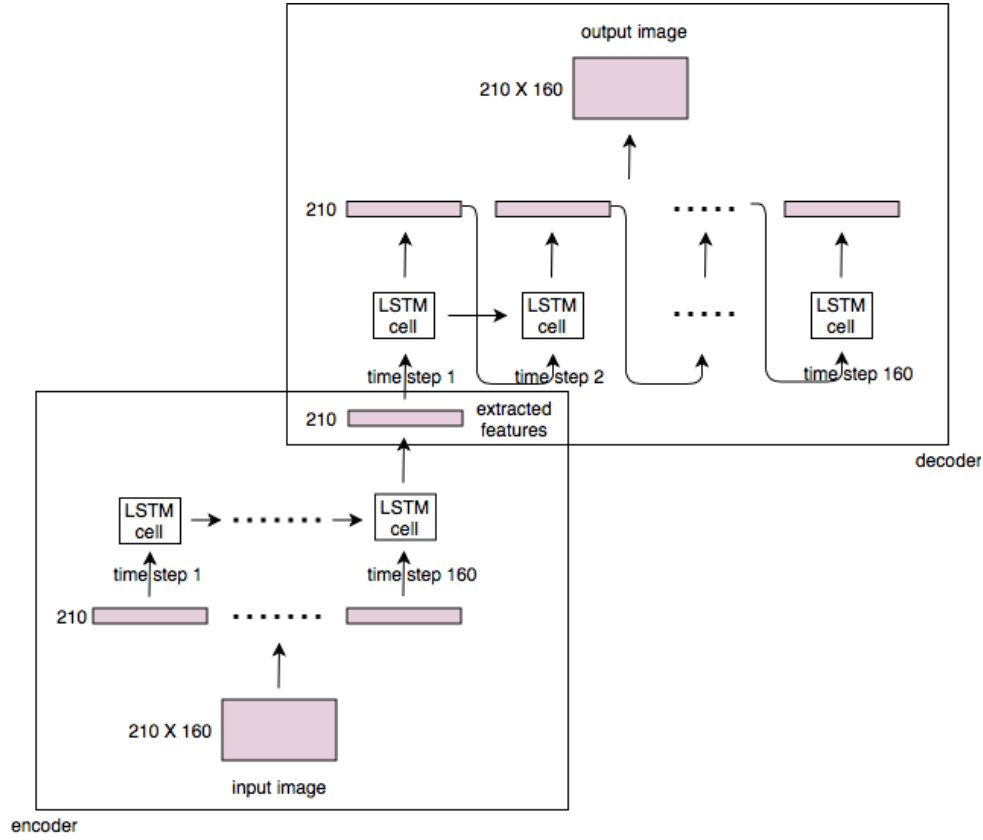 output image
210 X 160
210
LSTM
cell
LSTM
cell
LSTM
cell
time step 1
time step 2
time step 160
210
extracted
features
decoder
LSTM
cell
LSTM
cell
time step 1
time step 160
210
210 X 160
input image
encoder